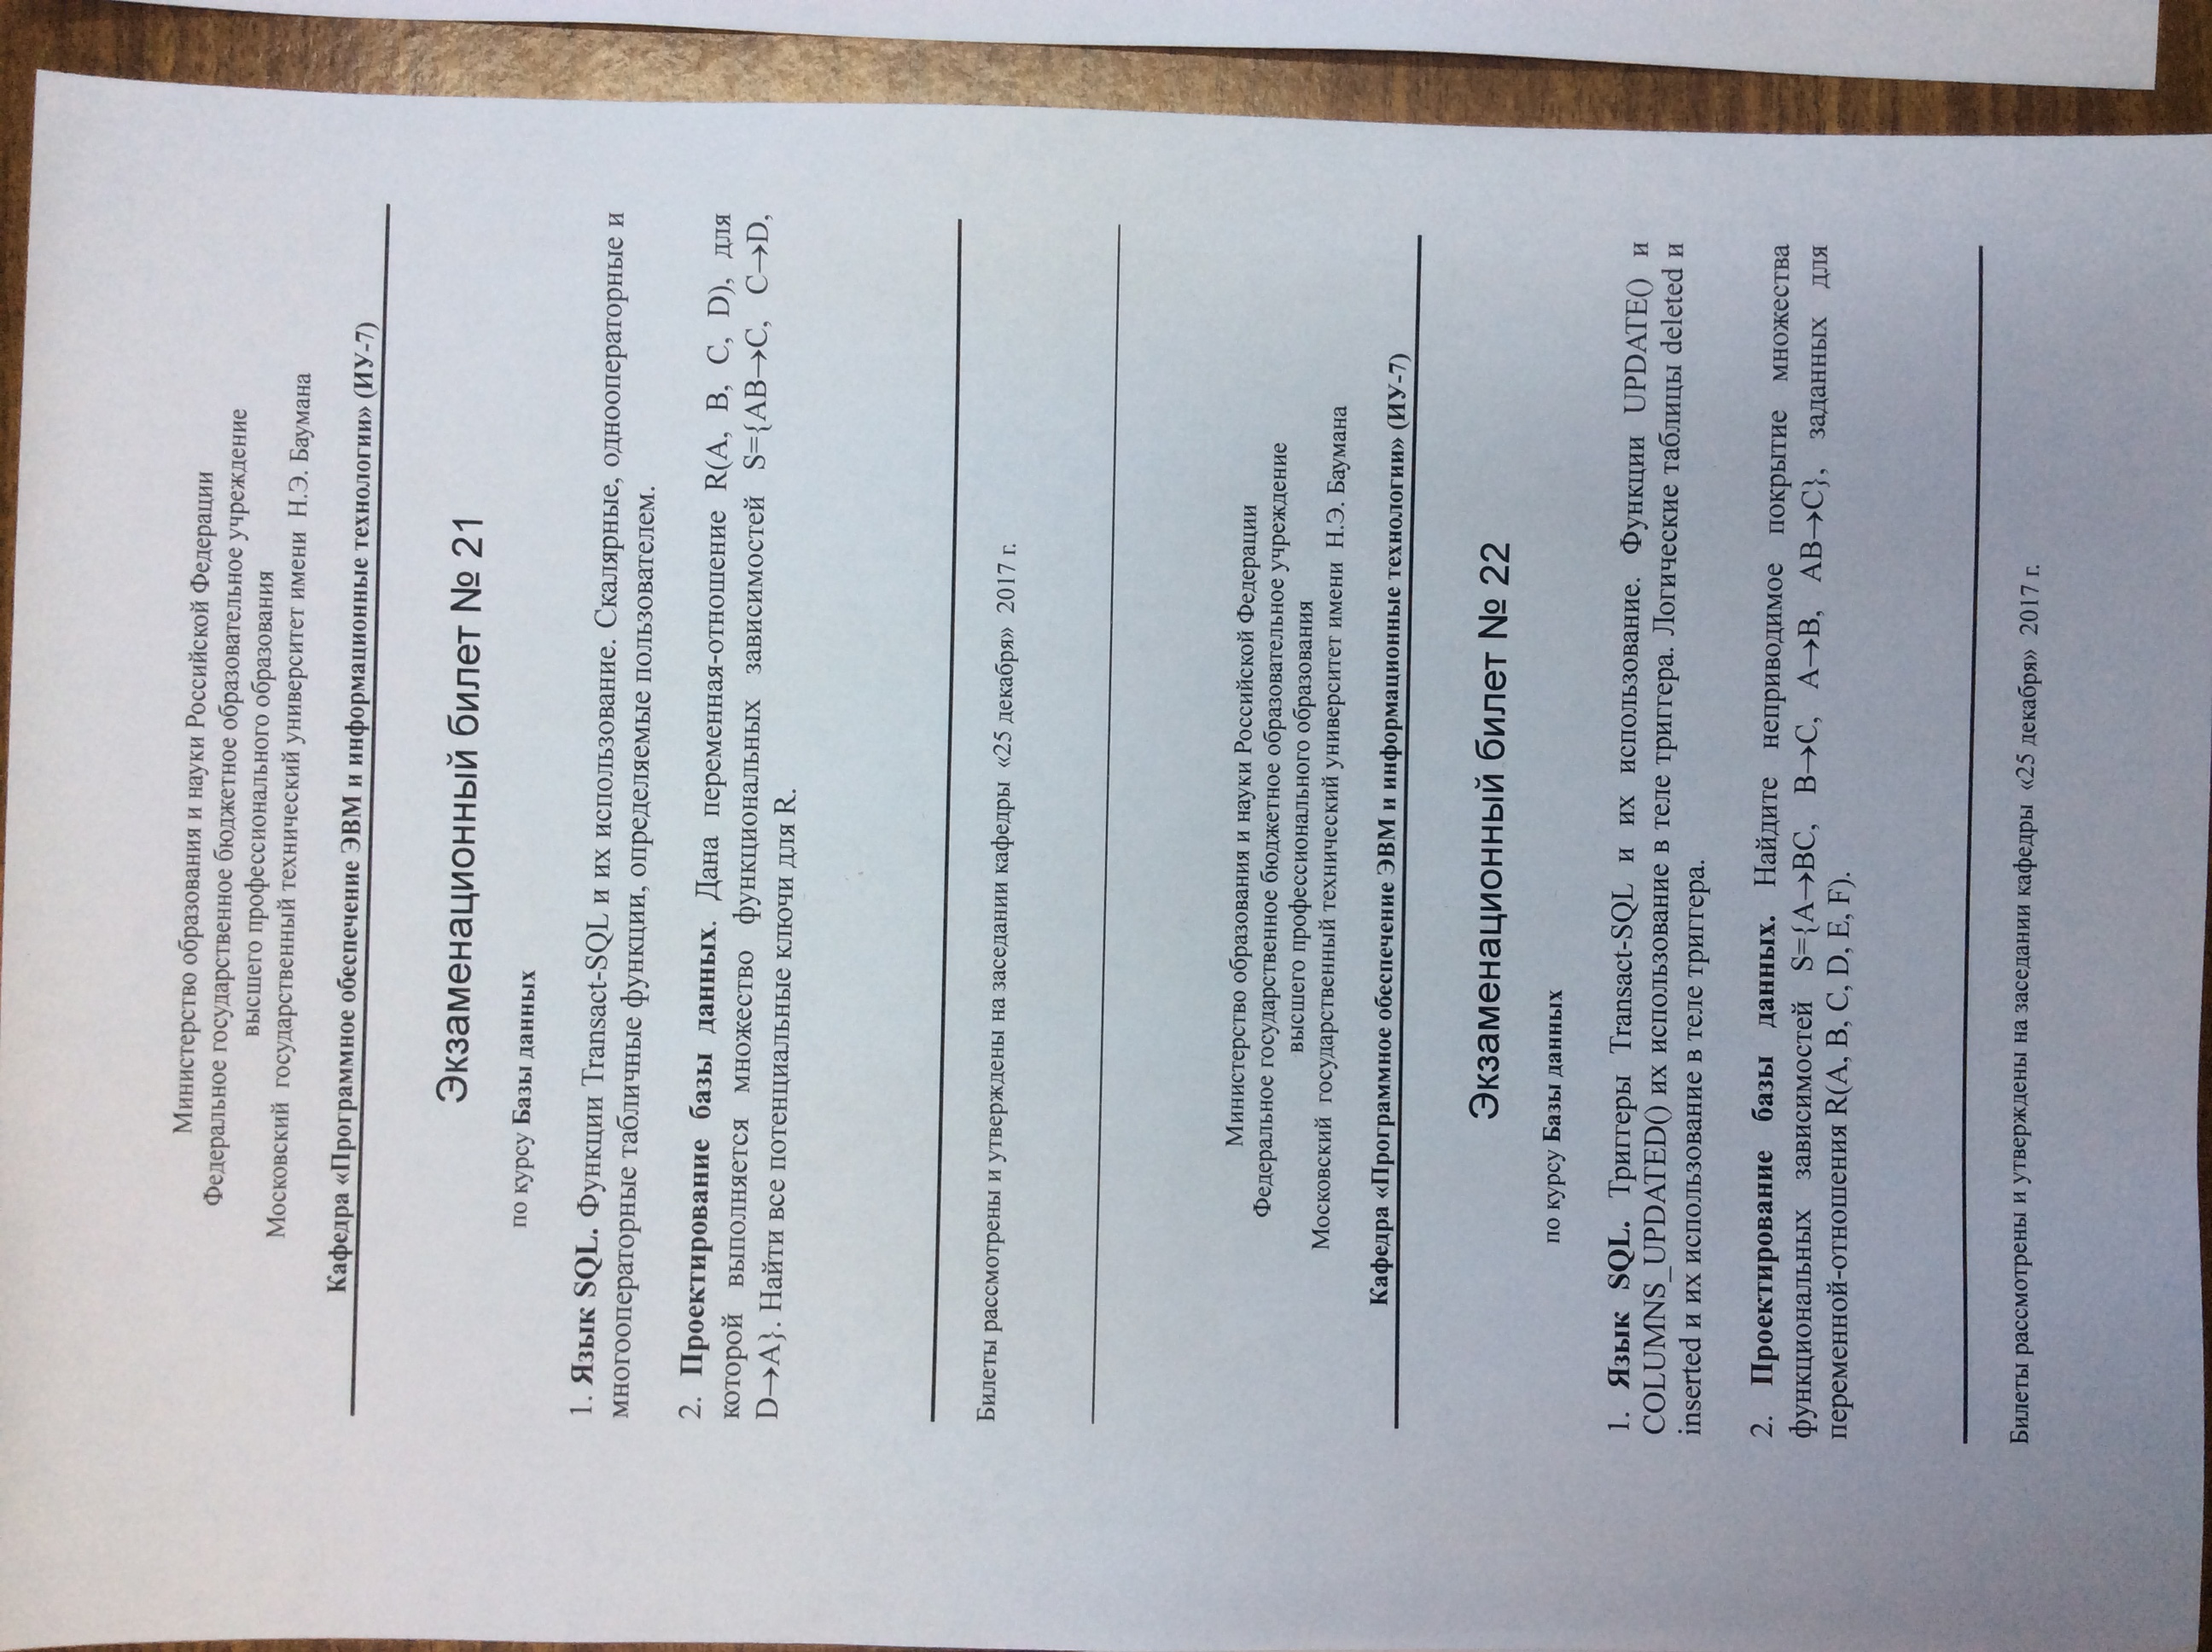 Министерство образования и науки Российской Федерации
Федеральное государственное бюджетное образовательное учреждение
высшего профессионального образования
Московский государственный технический университет имени Н.Э. Баумана
Кафедра «Программное обеспечение ЭВМ и информационные технологии» (ИУ-7)
Экзаменационный билет № 21
по курсу Базы данных
1. Язык SQL. Функции Transact-SQL и их использование. Скалярные, однооператорные и
многооператорные табличные функции, определяемые пользователем.
2. Проектирование базы данных. Дана переменная-отношение R(A, B, C, D), для
которой выполняется множество функциональных зависимостей S={AB→C, C→D,
D→A}. Найти все потенциальные ключи для R.
Билеты рассмотрены и утверждены на заседании кафедры «25 декабря» 2017 г.
Министерство образования и науки Российской Федерации
Федеральное государственное бюджетное образовательное учреждение
высшего профессионального образования
Московский государственный технический университет имени Н.Э. Баумана
Кафедра «Программное обеспечение ЭВМ и информационные технологии» (ИУ-7)
Экзаменационный билет № 22
по курсу Базы данных
1. Язык SQL. Триггеры Transact-SQL и их использование. Функции UPDATE() и
COLUMNS_UPDATED() их использование в теле триггера. Логические таблицы deleted и
inserted и их использование в теле триггера.
2. Проектирование базы данных. Найдите неприводимое покрытие множества
функциональных зависимостей S={A→BC, B→C, A→B, AB→C}, заданных для
переменной-отношения R(A, B, C, D, E, F).
Билеты рассмотрены и утверждены на заседании кафедры «25 декабря» 2017 г.